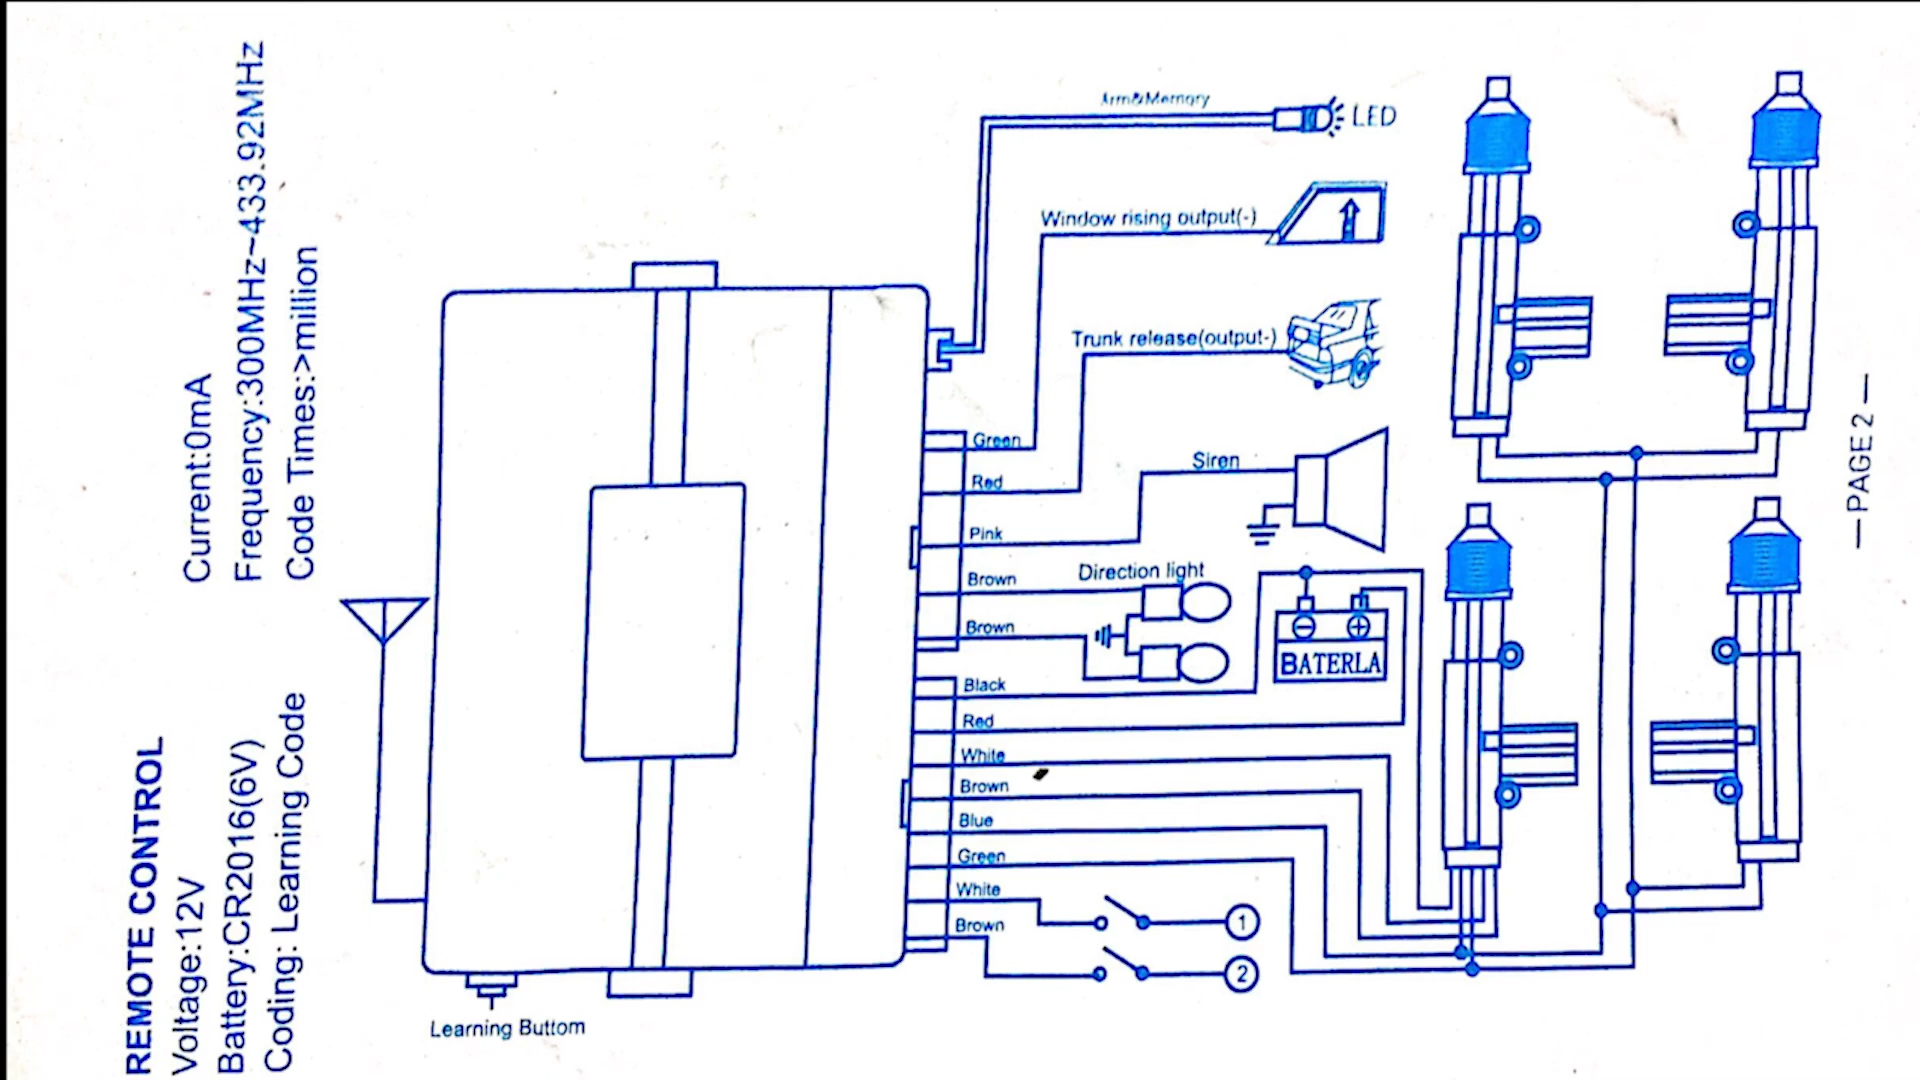 REMOTE CONTROL
Voltage:12V
Battery:CR2016(6V)
Coding: Learning Code
Current:0mA
Frequency:300MHz~433.92MHz
Code Times:>million
Arm&Memory
LED
Window rising output(-)
Trunk release(output-)
Green
Red
Siren
Pink
Direction light
Brown
Brown
BATERLA
Black
Red
White
Brown
Blue
Green
White
Brown
1
2
Learning Buttom
—PAGE 2—